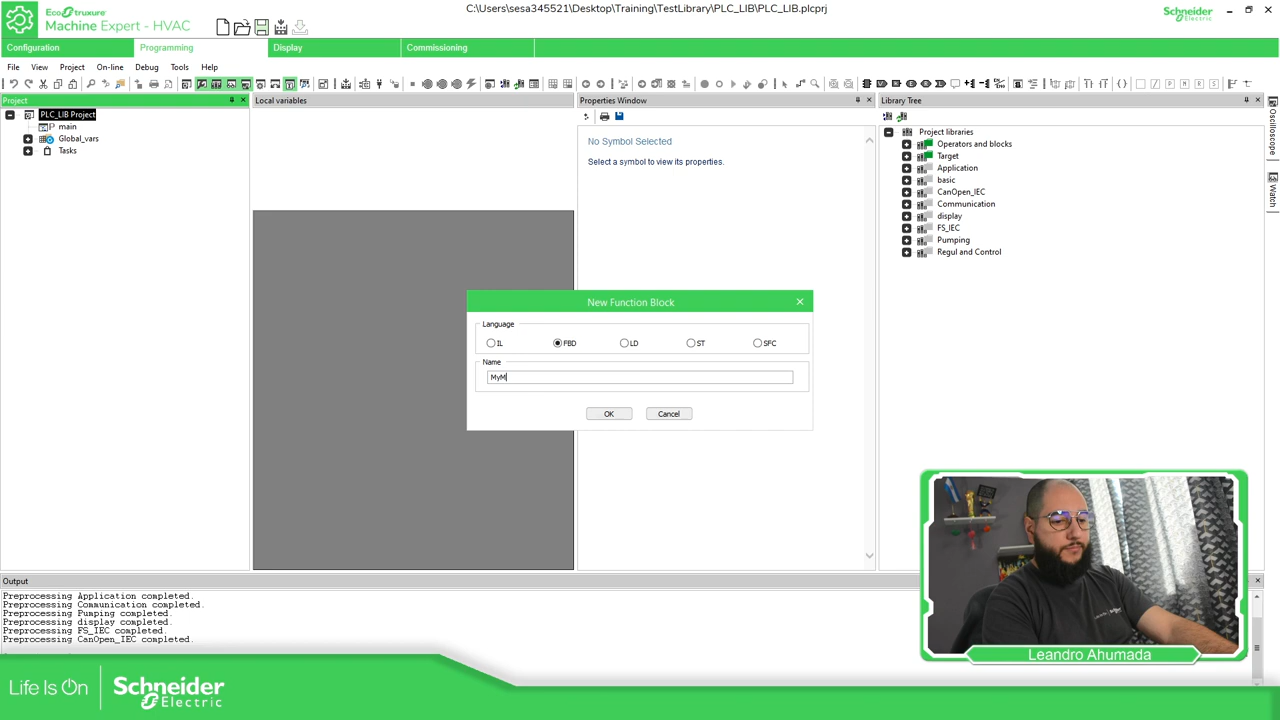 C:\Users\sesa345521\Desktop\Training\TestLibrary\PLC_LIB\PLC_LIB.plcprj
EcoStruxure
Machine Expert - HVAC
Schneider Electric
Configuration Programming Display Commissioning
File View Project On-line Debug Tools Help
Project
PLC_LIB Project
main
Global_vars
Tasks
Local variables
Properties Window
No Symbol Selected
Select a symbol to view its properties.
Library Tree
Project libraries
Operators and blocks
Target
Application
basic
CanOpen_IEC
Communication
display
FS_IEC
Pumping
Regul and Control
Oscilloscope
Watch
New Function Block
Language
IL FBD LD ST SFC
Name
MyM
OK Cancel
Output
Preprocessing Application completed.
Preprocessing Communication completed.
Preprocessing Pumping completed.
Preprocessing display completed.
Preprocessing FS_IEC completed.
Preprocessing CanOpen_IEC completed.
Leandro Ahumada
Life Is On
Schneider
Electric